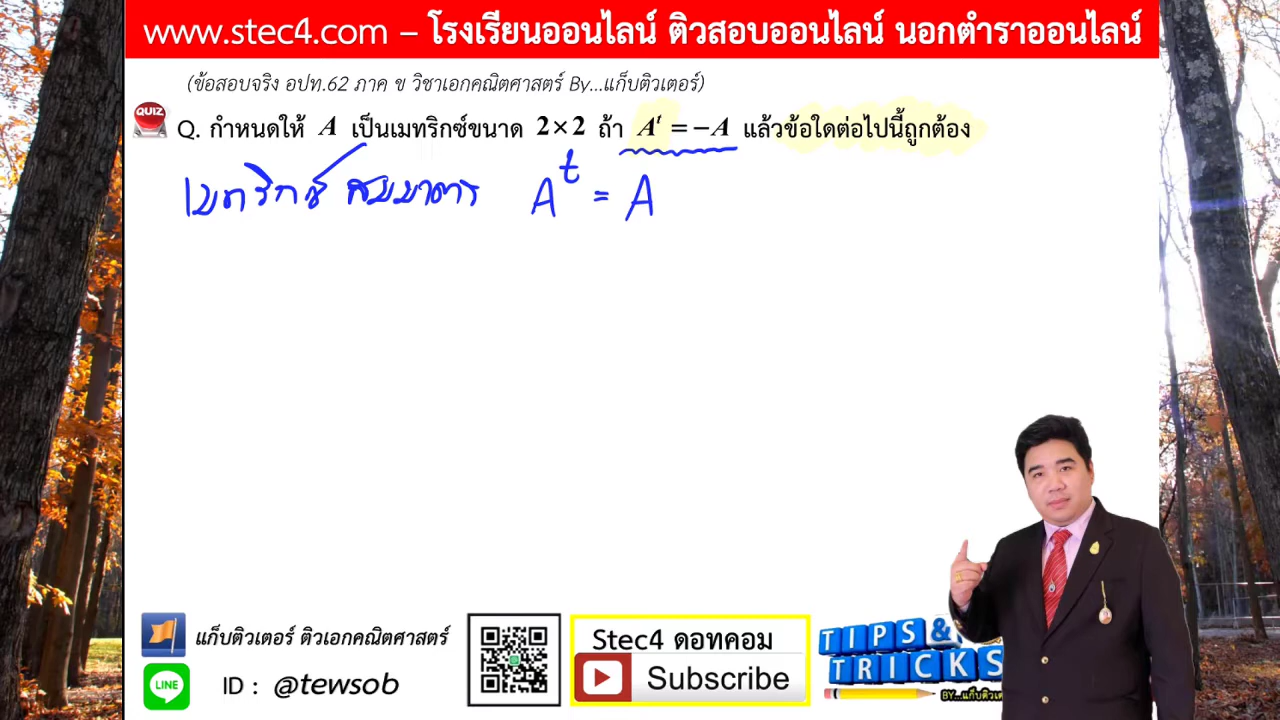 www.stec4.com – โรงเรียนออนไลน์ ติวสอบออนไลน์ นอกตำราออนไลน์
(ข้อสอบจริง อปท.62 ภาค ข วิชาเอกคณิตศาสตร์ By...แก็บติวเตอร์)
QUIZ
Q. กำหนดให้ A เป็นเมทริกซ์ขนาด 2×2 ถ้า Aᵗ = −A แล้วข้อใดต่อไปนี้ถูกต้อง
เมทริกซ์ สมมาตร Aᵗ = A
แก็บติวเตอร์ ติวเอกคณิตศาสตร์
LINE ID : @tewsob
Stec4 ดอทคอม
Subscribe
TIPS &
TRICKS
BY...แก็บติวเ